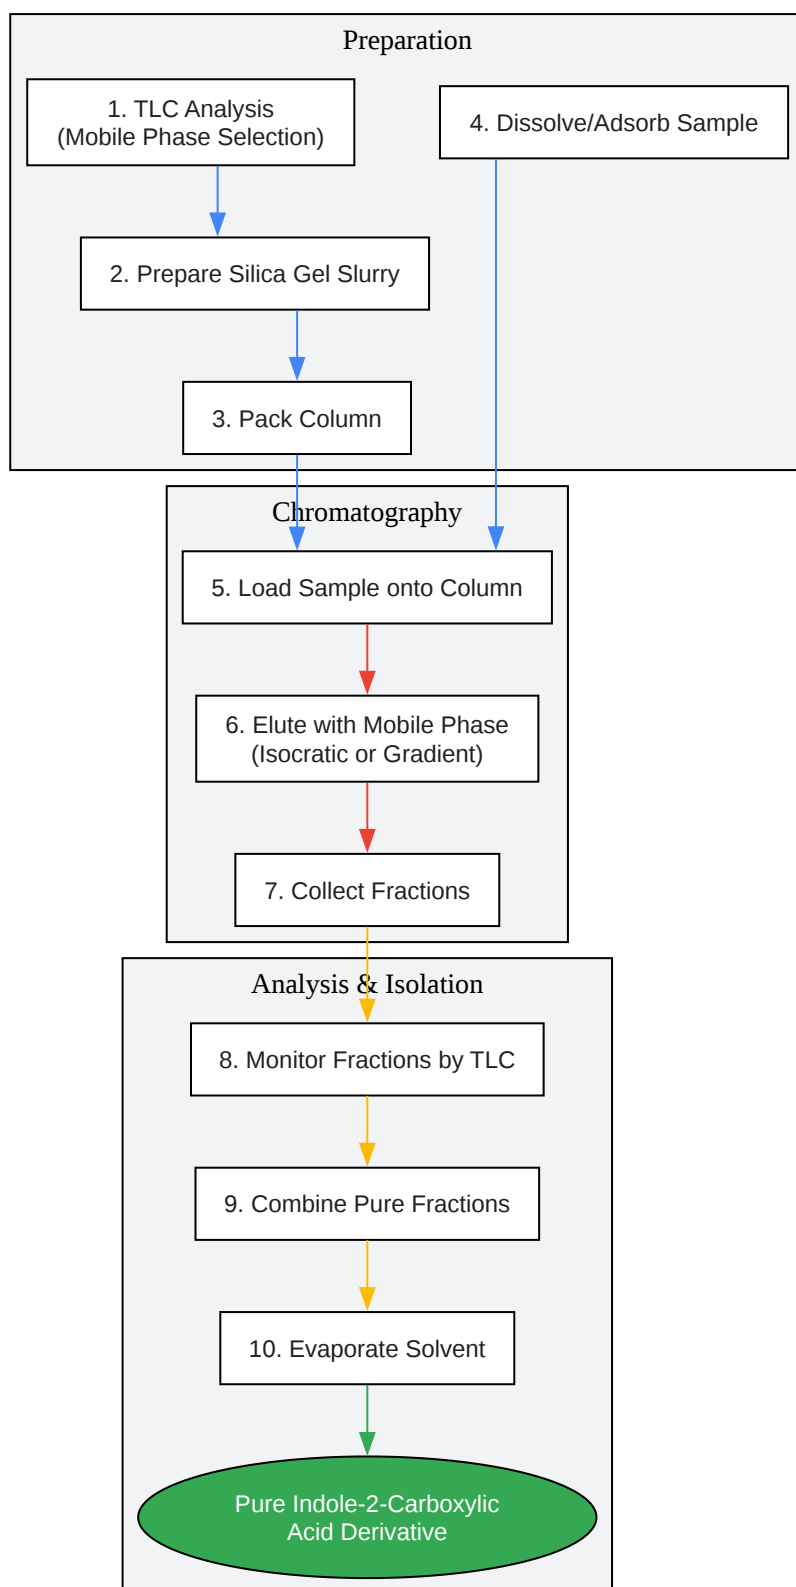 Preparation
1. TLC Analysis
(Mobile Phase Selection)
4. Dissolve/Adsorb Sample
2. Prepare Silica Gel Slurry
3. Pack Column
Chromatography
5. Load Sample onto Column
6. Elute with Mobile Phase
(Isocratic or Gradient)
7. Collect Fractions
Analysis & Isolation
8. Monitor Fractions by TLC
9. Combine Pure Fractions
10. Evaporate Solvent
Pure Indole-2-Carboxylic
Acid Derivative